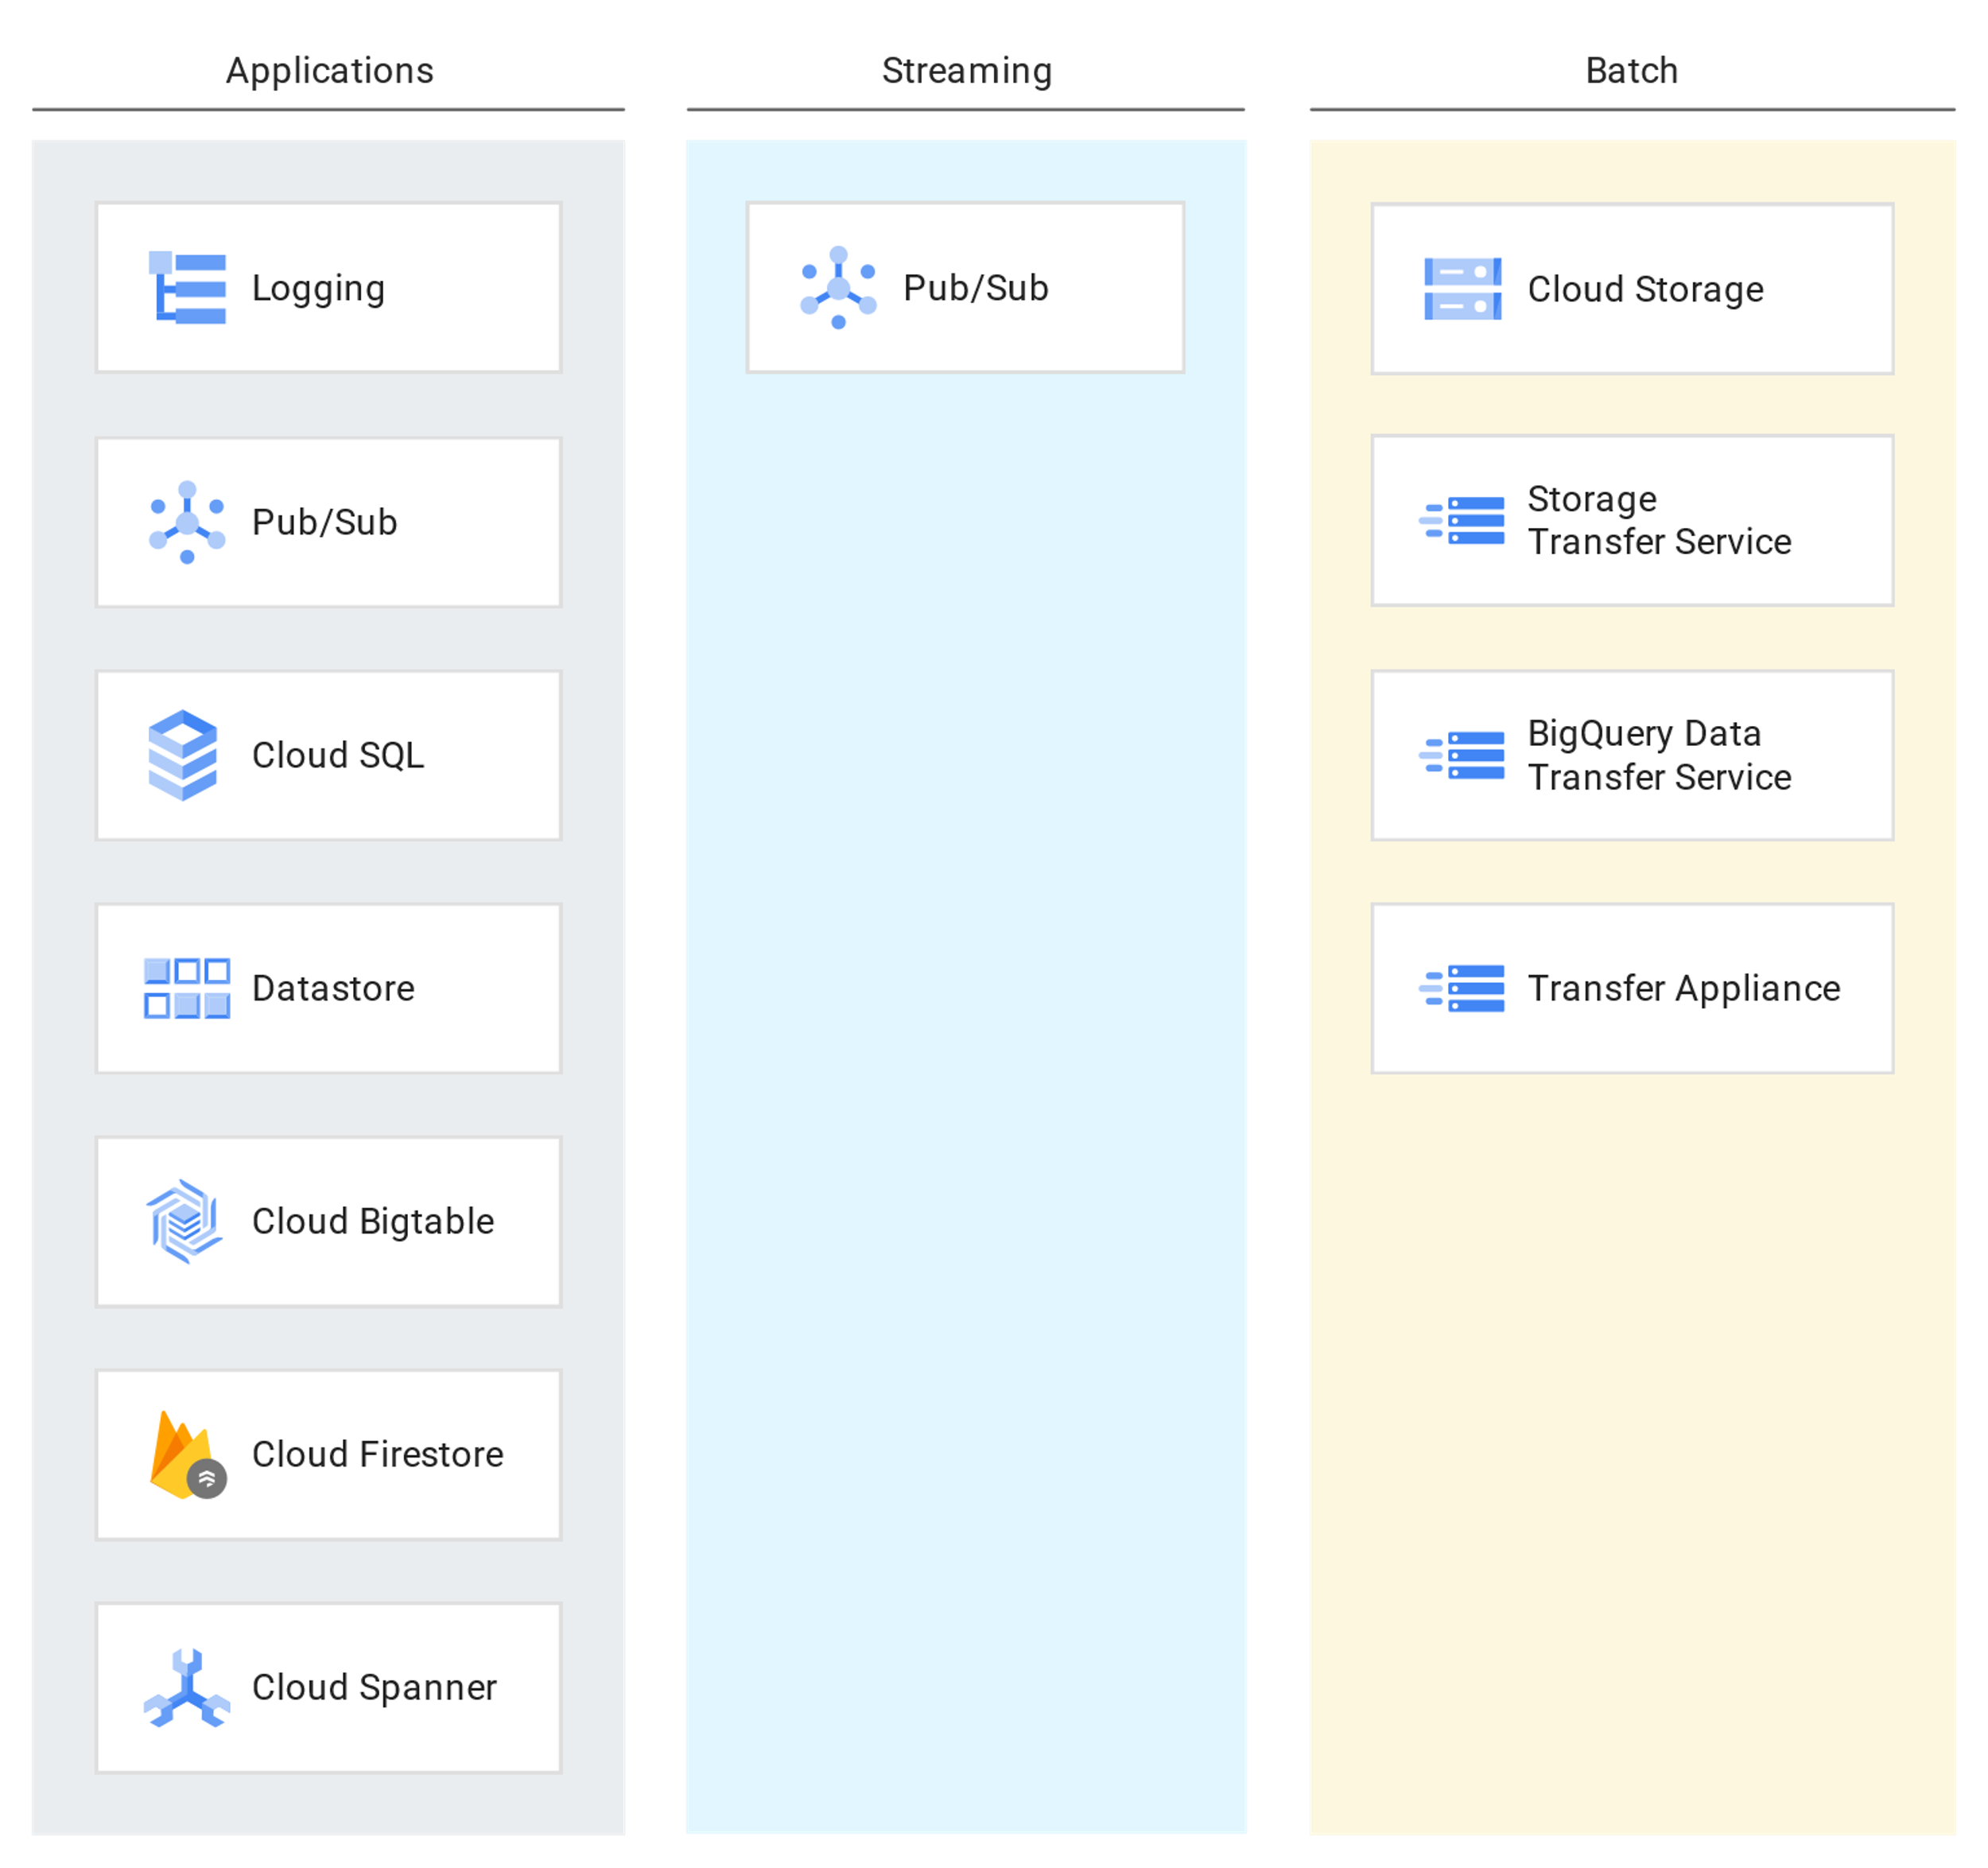 Applications
Logging
Pub/Sub
Cloud SQL
Datastore
Cloud Bigtable
Cloud Firestore
Cloud Spanner
Streaming
Pub/Sub
Batch
Cloud Storage
Storage
Transfer Service
BigQuery Data
Transfer Service
Transfer Appliance